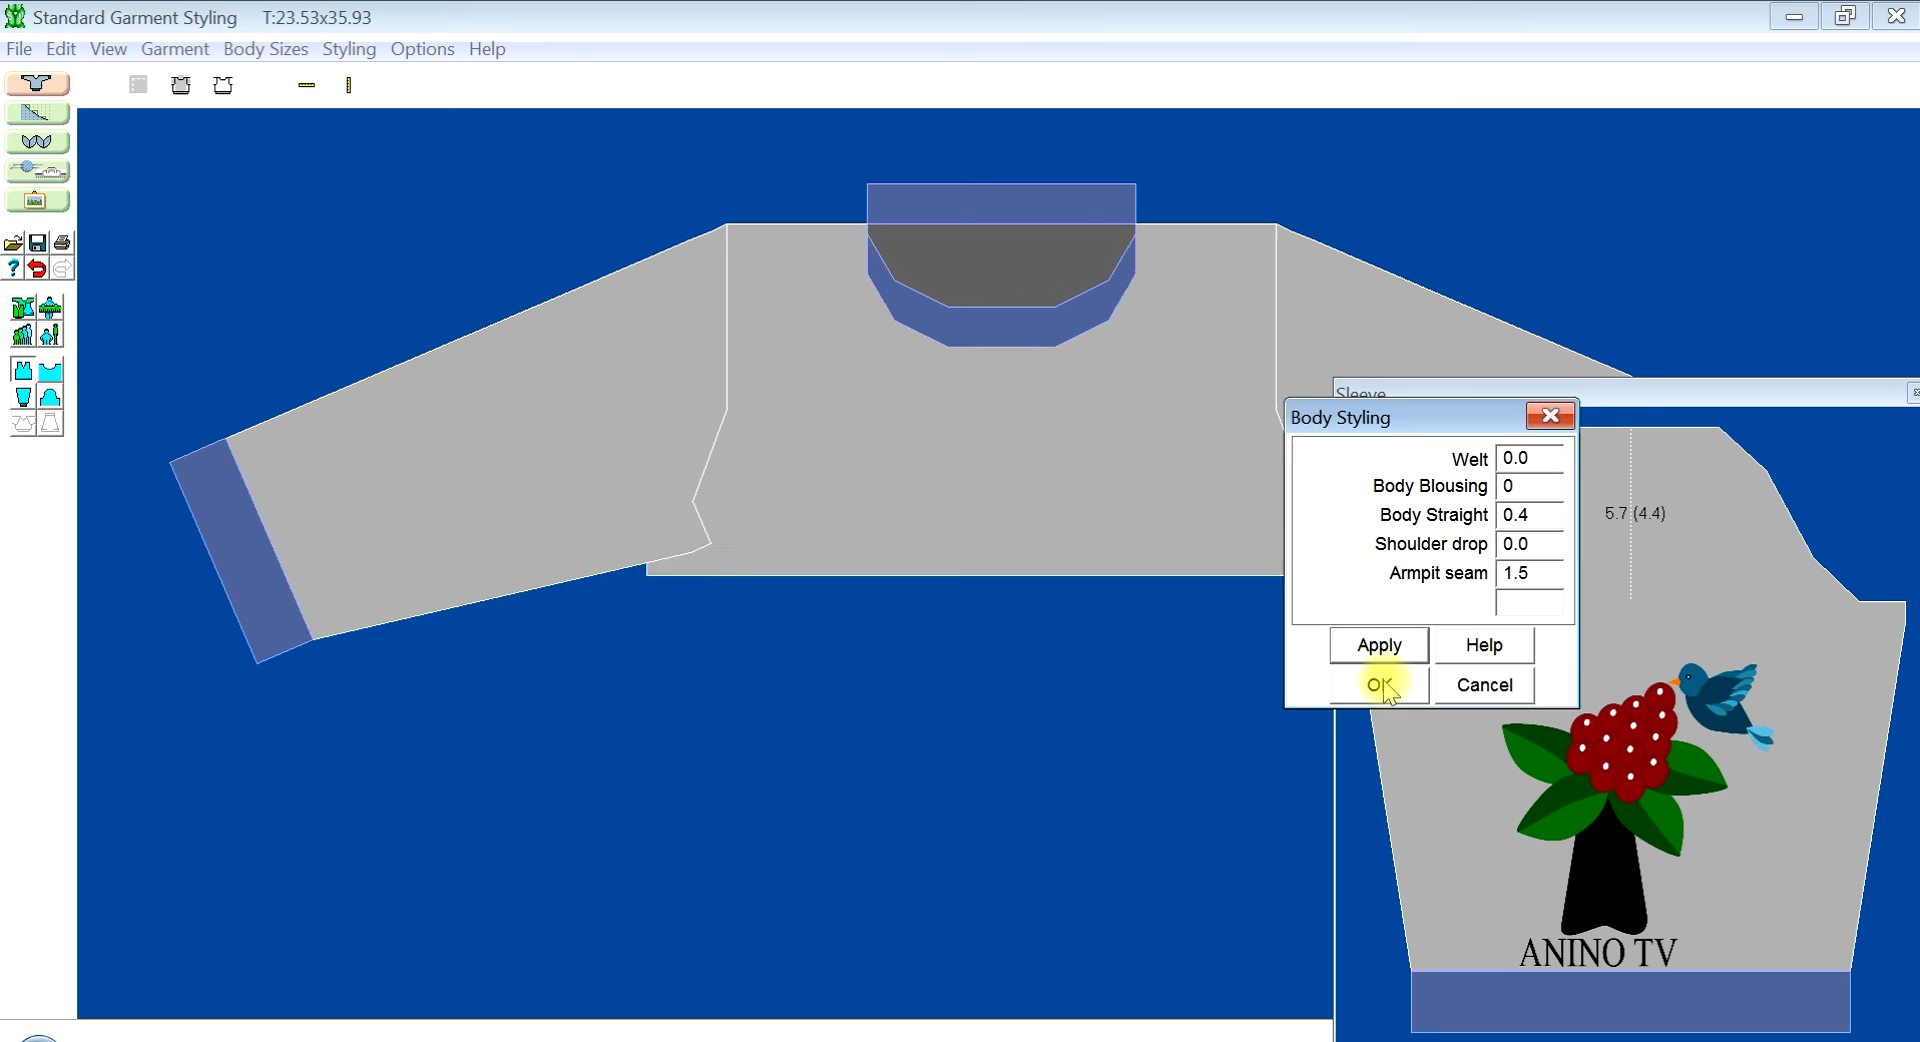 Standard Garment Styling T:23.53x35.93
File Edit View Garment Body Sizes Styling Options Help
Sleeve
Body Styling
Welt 0.0
Body Blousing 0
Body Straight 0.4
Shoulder drop 0.0
Armpit seam 1.5
Apply Help
OK Cancel
5.7 (4.4)
ANINO TV